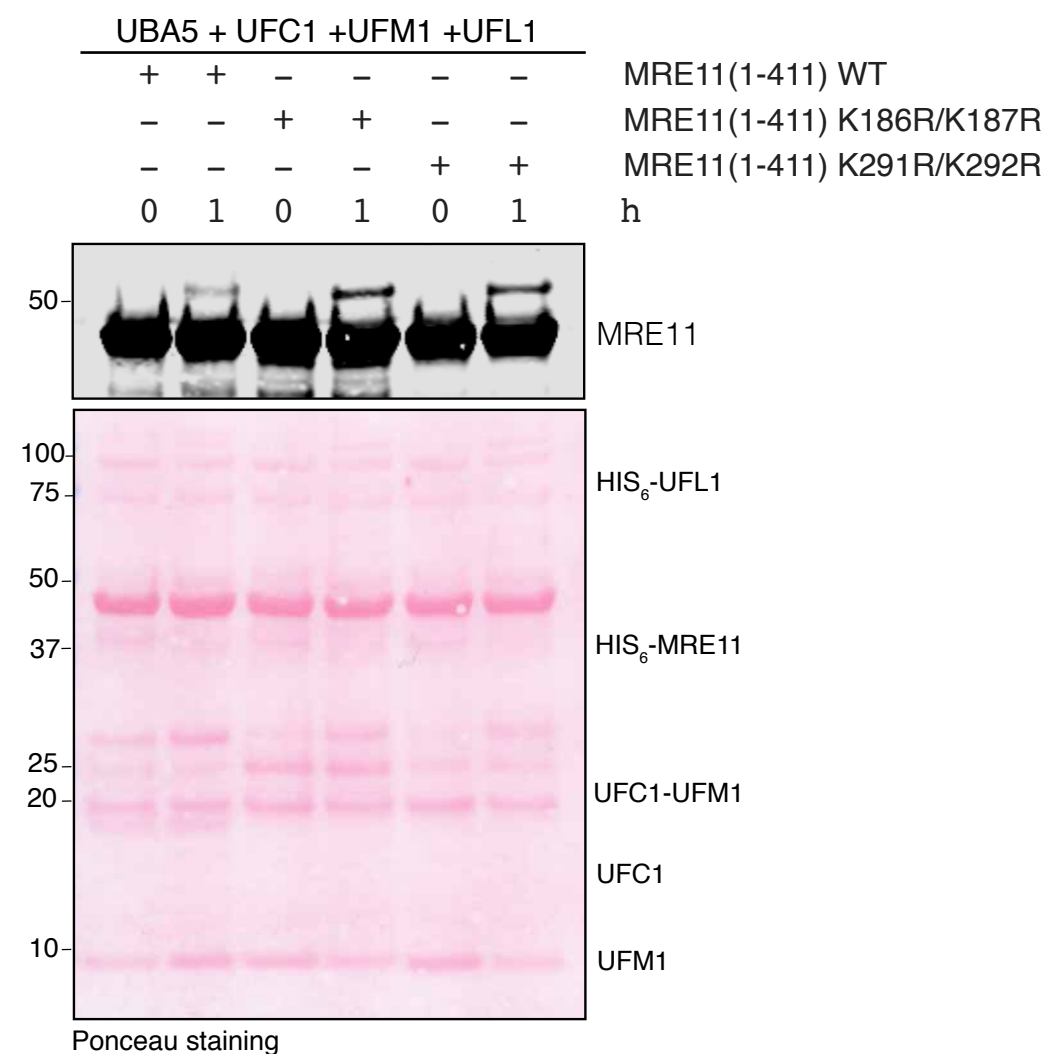 UBA5 + UFC1 +UFM1 +UFL1
+ + – – – – MRE11(1-411) WT
– – + + – – MRE11(1-411) K186R/K187R
– – – – + + MRE11(1-411) K291R/K292R
0 1 0 1 0 1 h
50
MRE11
100
HIS6-UFL1
75
50
37
HIS6-MRE11
25
UFC1-UFM1
20
UFC1
10
UFM1
Ponceau staining